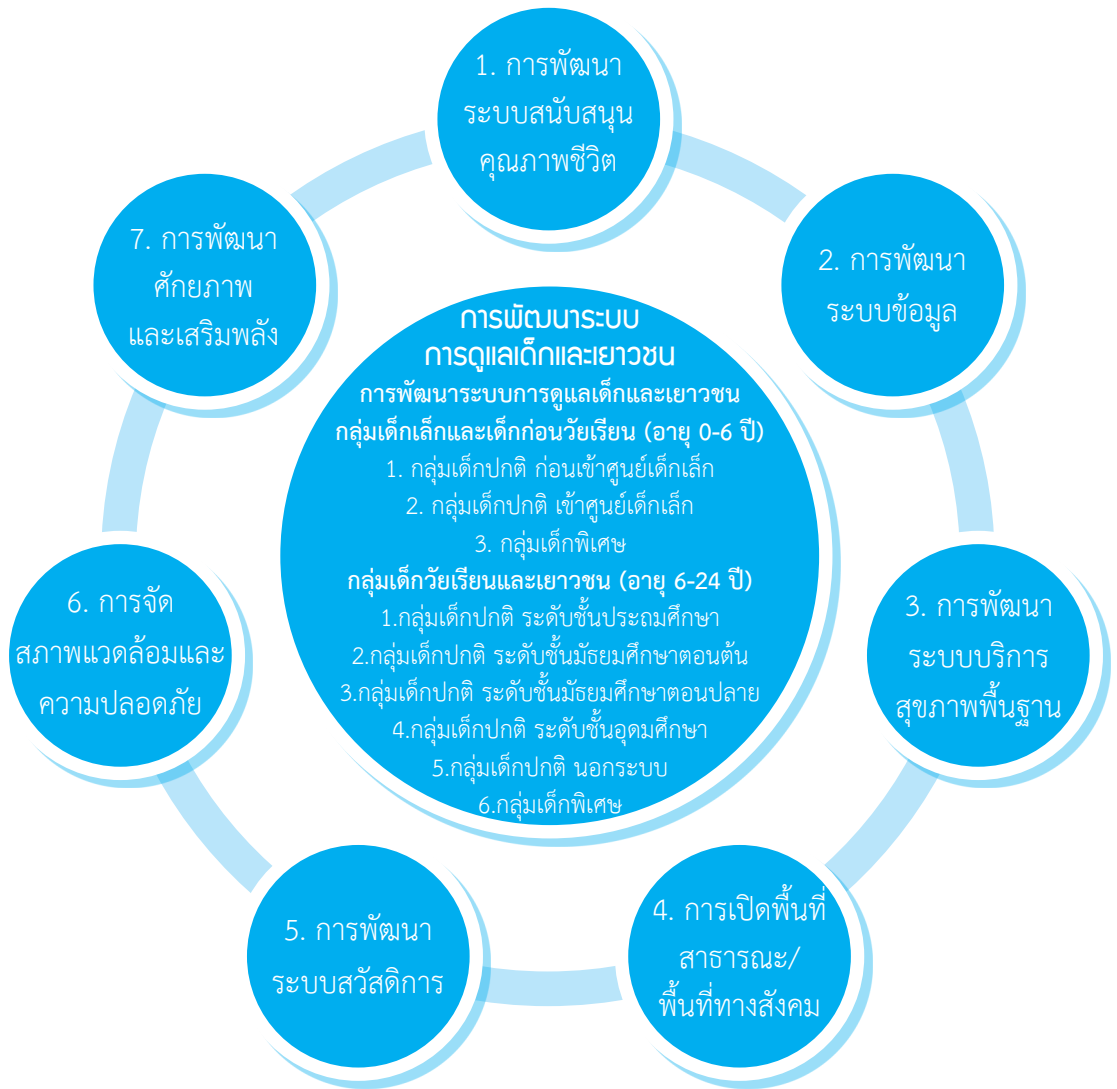 1. การพัฒนา
ระบบสนับสนุน
คุณภาพชีวิต
2. การพัฒนา
ระบบข้อมูล
3. การพัฒนา
ระบบบริการ
สุขภาพพื้นฐาน
4. การเปิดพื้นที่
สาธารณะ/
พื้นที่ทางสังคม
5. การพัฒนา
ระบบสวัสดิการ
6. การจัด
สภาพแวดล้อมและ
ความปลอดภัย
7. การพัฒนา
ศักยภาพ
และเสริมพลัง
การพัฒนาระบบ
การดูแลเด็กและเยาวชน
การพัฒนาระบบการดูแลเด็กและเยาวชน
กลุ่มเด็กเล็กและเด็กก่อนวัยเรียน (อายุ 0-6 ปี)
1. กลุ่มเด็กปกติ ก่อนเข้าศูนย์เด็กเล็ก
2. กลุ่มเด็กปกติ เข้าศูนย์เด็กเล็ก
3. กลุ่มเด็กพิเศษ
กลุ่มเด็กวัยเรียนและเยาวชน (อายุ 6-24 ปี)
1.กลุ่มเด็กปกติ ระดับชั้นประถมศึกษา
2.กลุ่มเด็กปกติ ระดับชั้นมัธยมศึกษาตอนต้น
3.กลุ่มเด็กปกติ ระดับชั้นมัธยมศึกษาตอนปลาย
4.กลุ่มเด็กปกติ ระดับชั้นอุดมศึกษา
5.กลุ่มเด็กปกติ นอกระบบ
6.กลุ่มเด็กพิเศษ